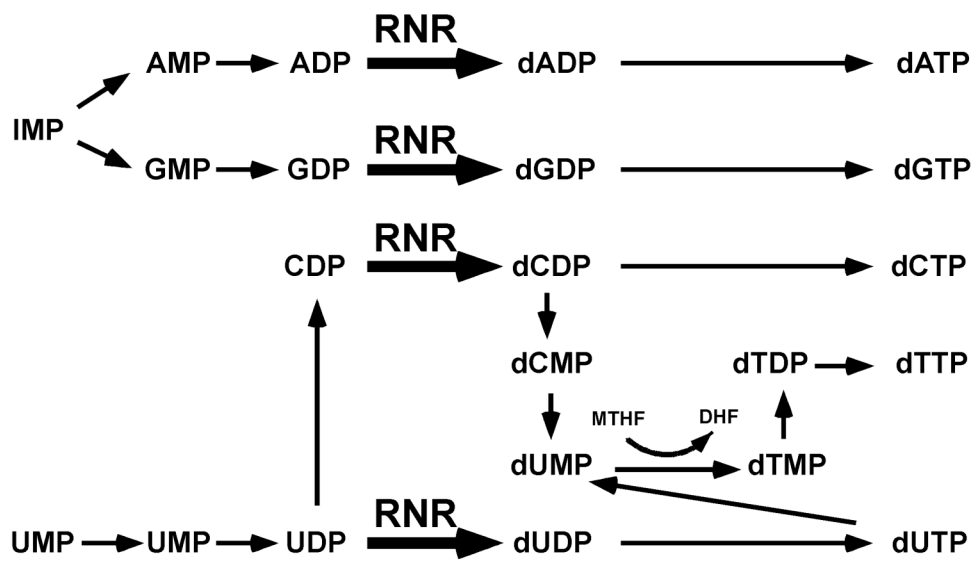 RNR
AMP ADP dADP dATP
IMP
RNR
GMP GDP dGDP dGTP
RNR
CDP dCDP dCTP
dCMP dTDP dTTP
MTHF DHF
dUMP dTMP
RNR
UMP UMP UDP dUDP dUTP